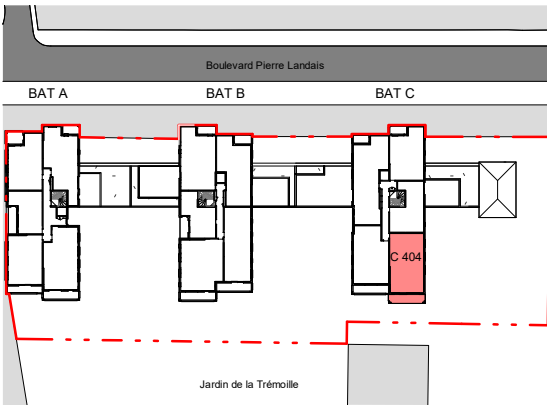 Boulevard Pierre Landais
BAT A BAT B BAT C
C 404
Jardin de la Trémoille